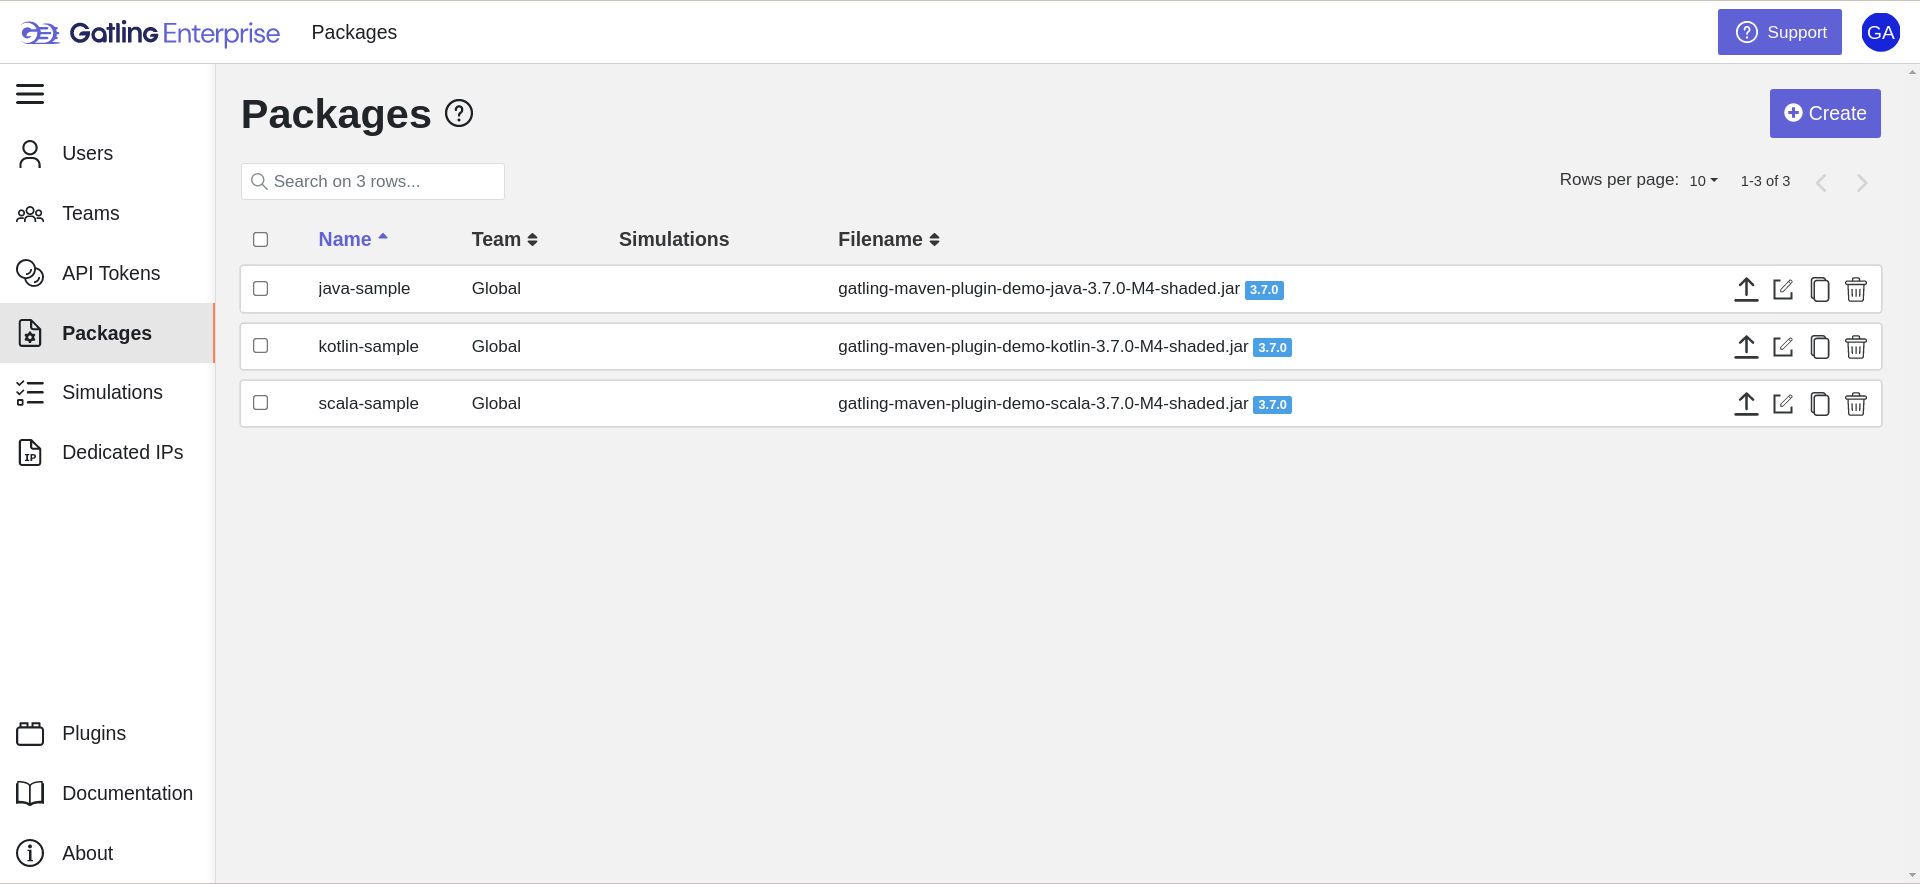 Gatling Enterprise
Packages
Support
GA
Users
Teams
API Tokens
Packages
Simulations
Dedicated IPs
Plugins
Documentation
About
Packages
Create
Search on 3 rows...
Rows per page: 10 1-3 of 3
Name Team Simulations Filename
java-sample Global gatling-maven-plugin-demo-java-3.7.0-M4-shaded.jar 3.7.0
kotlin-sample Global gatling-maven-plugin-demo-kotlin-3.7.0-M4-shaded.jar 3.7.0
scala-sample Global gatling-maven-plugin-demo-scala-3.7.0-M4-shaded.jar 3.7.0